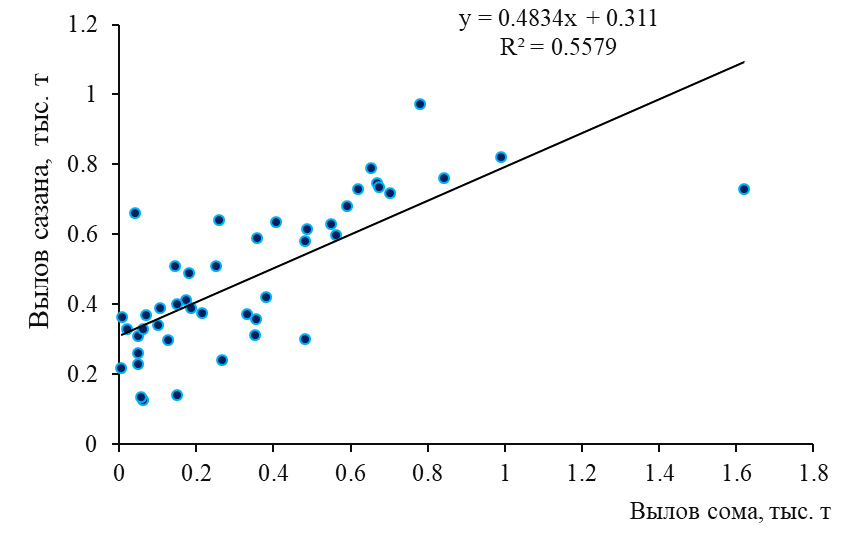 y = 0.4834x + 0.311
R² = 0.5579
Вылов сазана, тыс. т
1.2
1
0.8
0.6
0.4
0.2
0
0 0.2 0.4 0.6 0.8 1 1.2 1.4 1.6 1.8
Вылов сома, тыс. т